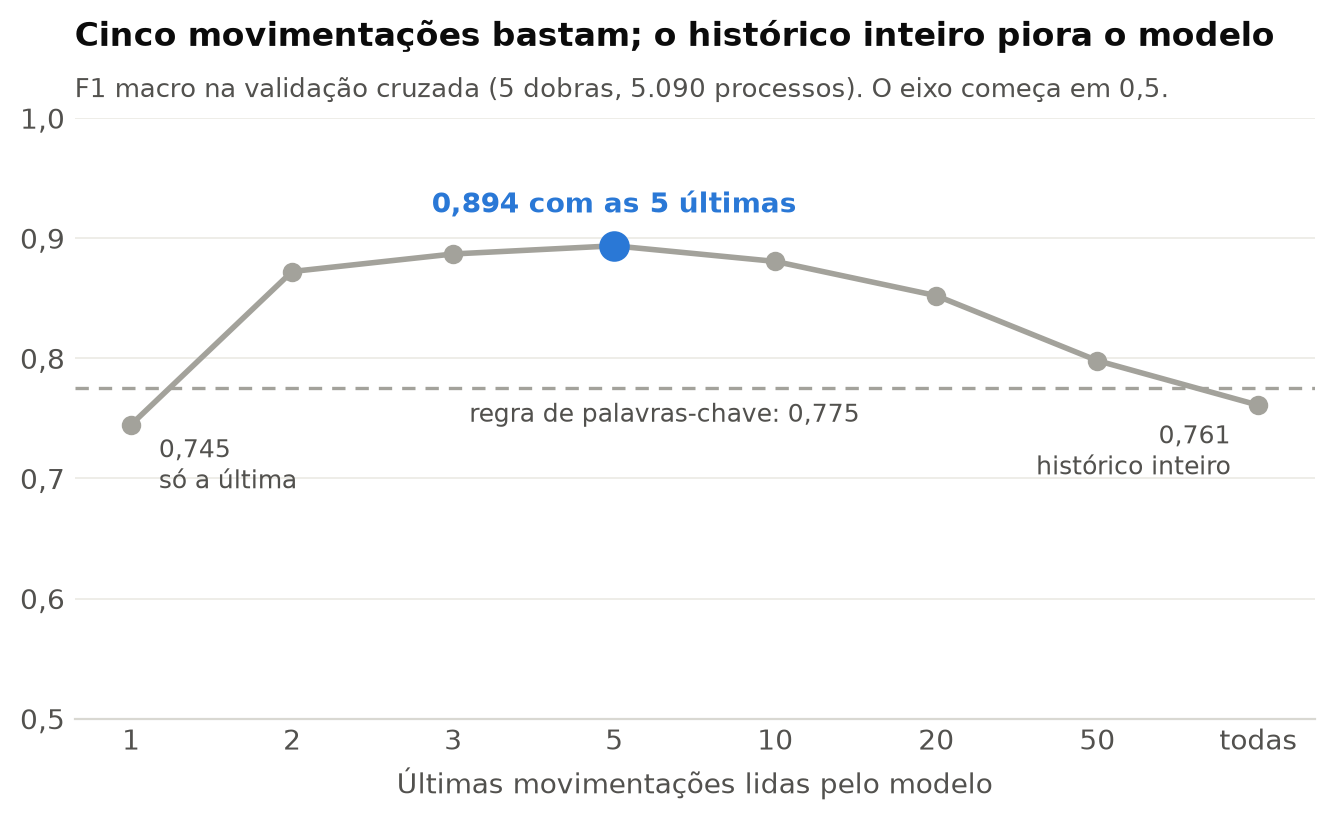 Cinco movimentações bastam; o histórico inteiro piora o modelo
F1 macro na validação cruzada (5 dobras, 5.090 processos). O eixo começa em 0,5.
1,0
0,894 com as 5 últimas
0,9
0,8
regra de palavras-chave: 0,775
0,745
só a última
0,761
histórico inteiro
0,7
0,6
0,5
1 2 3 5 10 20 50 todas
Últimas movimentações lidas pelo modelo